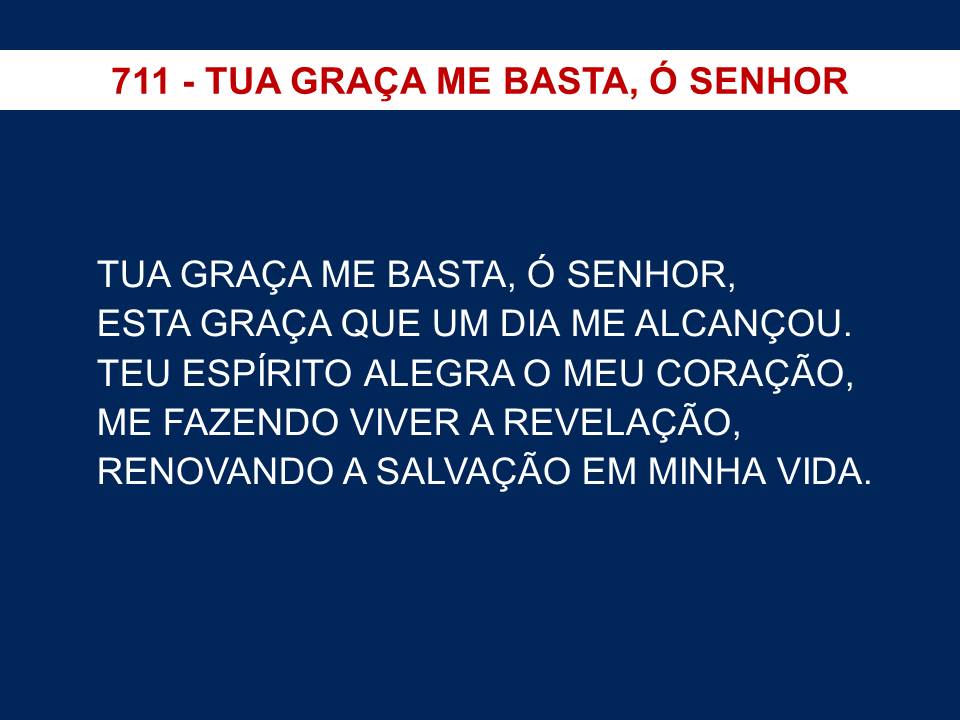 711 - TUA GRAÇA ME BASTA, Ó SENHOR
TUA GRAÇA ME BASTA, Ó SENHOR,
ESTA GRAÇA QUE UM DIA ME ALCANÇOU.
TEU ESPÍRITO ALEGRA O MEU CORAÇÃO,
ME FAZENDO VIVER A REVELAÇÃO,
RENOVANDO A SALVAÇÃO EM MINHA VIDA.